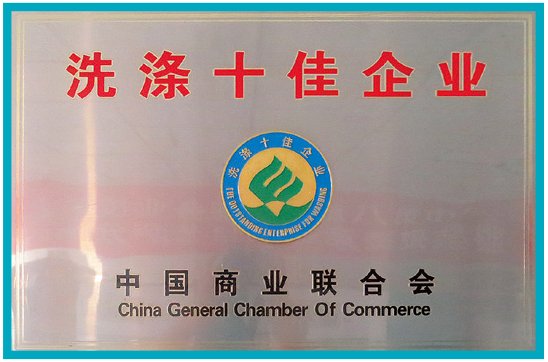 洗涤十佳企业
洗涤十佳企业
THE OUTSTANDING ENTERPRISE FOR WASHING
中国商业联合会
China General Chamber Of Commerce